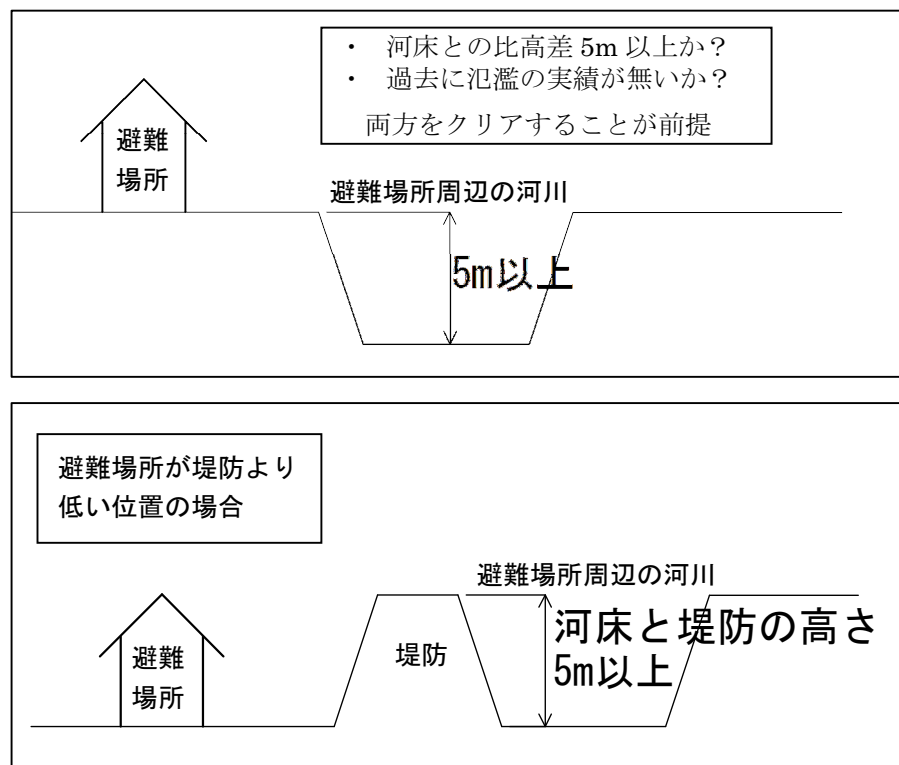 ・ 河床との比高差 5m 以上か?
・ 過去に氾濫の実績が無いか?
両方をクリアすることが前提
避難
場所
避難場所周辺の河川
5m以上
避難場所が堤防より
低い位置の場合
避難場所周辺の河川
河床と堤防の高さ
5m以上
堤防
避難
場所